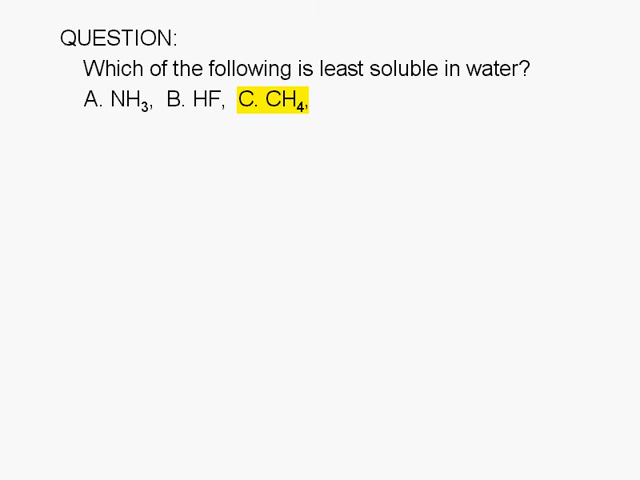 QUESTION:
Which of the following is least soluble in water?
A. NH₃, B. HF, C. CH₄,